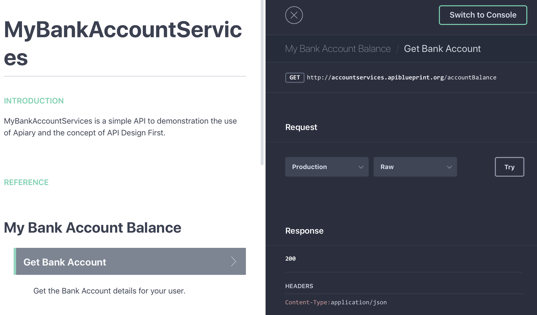 MyBankAccountServic
es
INTRODUCTION
MyBankAccountServices is a simple API to demonstration the use
of Apiary and the concept of API Design First.
REFERENCE
My Bank Account Balance
Get Bank Account
Get the Bank Account details for your user.
Switch to Console
My Bank Account Balance / Get Bank Account
GET http://accountservices.apiblueprint.org/accountBalance
Request
Production Raw Try
Response
200
HEADERS
Content-Type:application/json